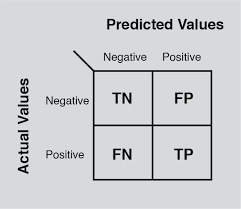 Predicted Values
Negative Positive
Actual Values
Negative TN FP
Positive FN TP